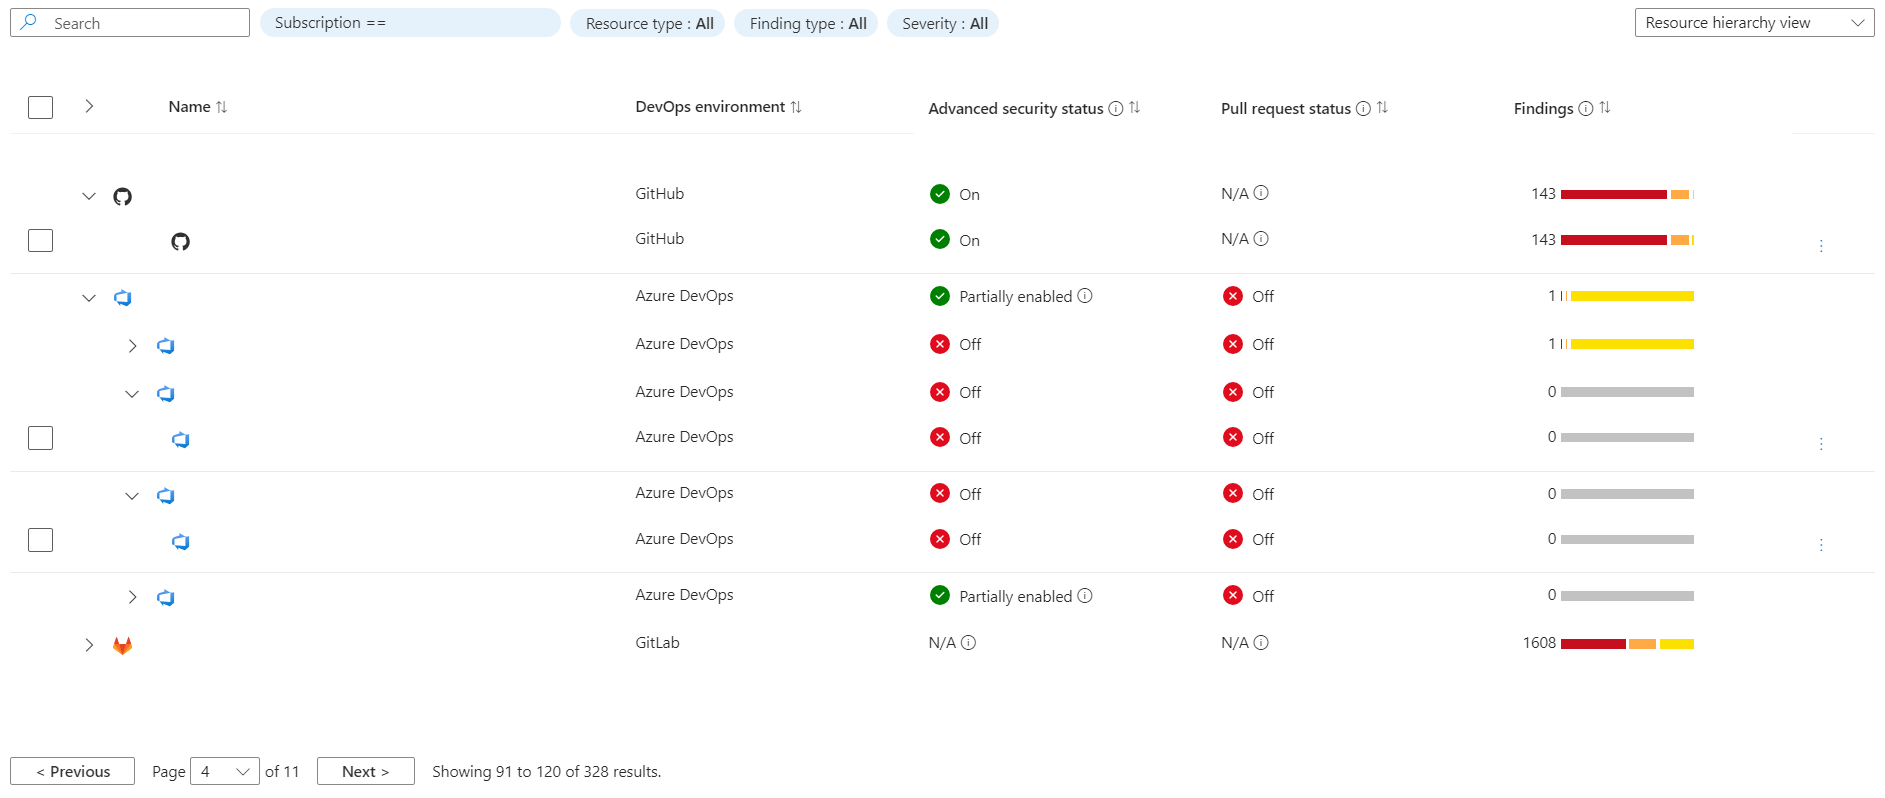 Search Subscription == Resource type : All Finding type : All Severity : All Resource hierarchy view
Name DevOps environment Advanced security status Pull request status Findings
GitHub On N/A 143
GitHub On N/A 143
Azure DevOps Partially enabled Off 1
Azure DevOps Off Off 1
Azure DevOps Off Off 0
Azure DevOps Off Off 0
Azure DevOps Off Off 0
Azure DevOps Off Off 0
Azure DevOps Partially enabled Off 0
GitLab N/A N/A 1608
< Previous Page 4 of 11 Next > Showing 91 to 120 of 328 results.